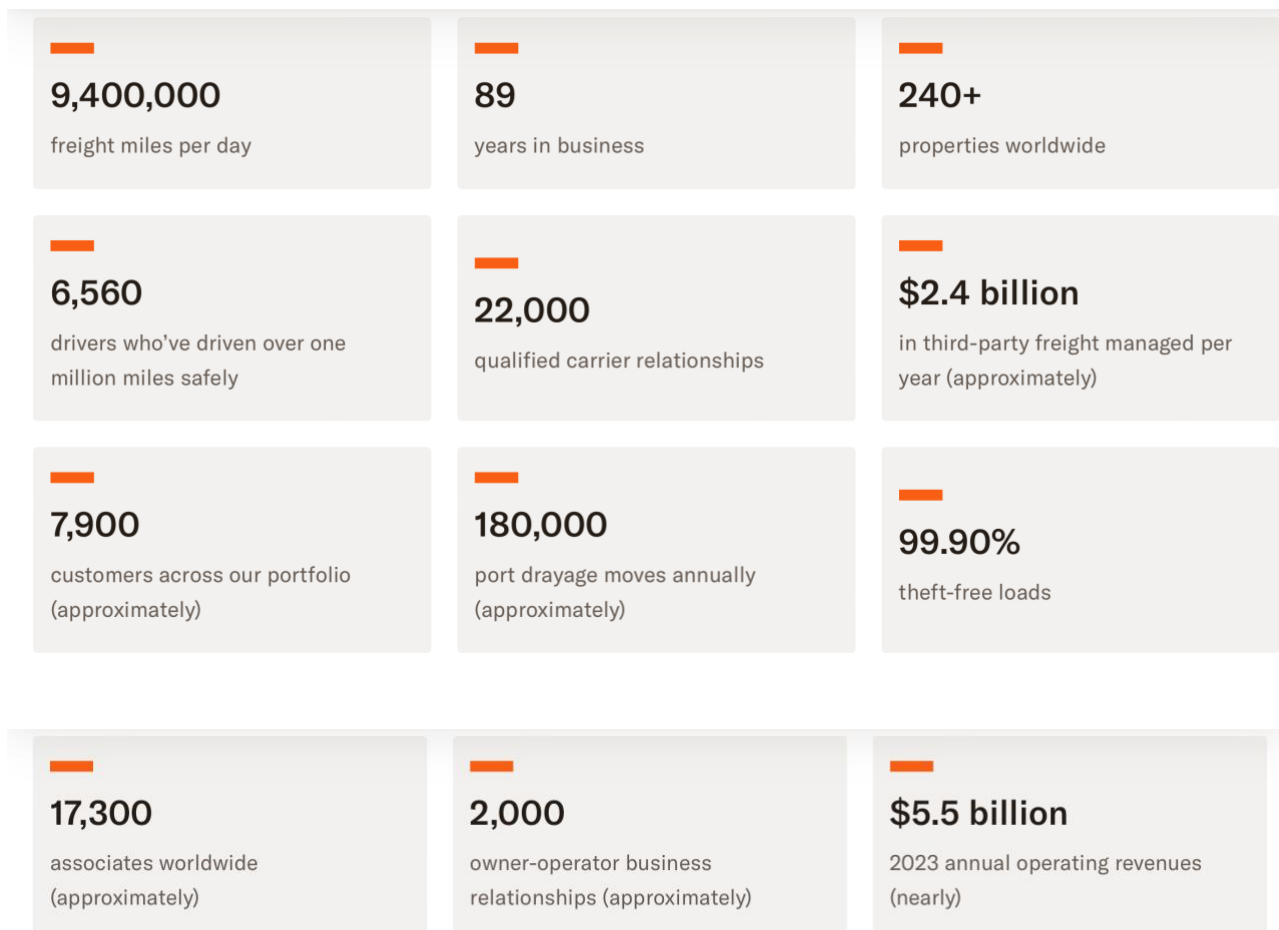 9,400,000
freight miles per day
89
years in business
240+
properties worldwide
6,560
drivers who’ve driven over one
million miles safely
22,000
qualified carrier relationships
$2.4 billion
in third-party freight managed per
year (approximately)
7,900
customers across our portfolio
(approximately)
180,000
port drayage moves annually
(approximately)
99.90%
theft-free loads
17,300
associates worldwide
(approximately)
2,000
owner-operator business
relationships (approximately)
$5.5 billion
2023 annual operating revenues
(nearly)